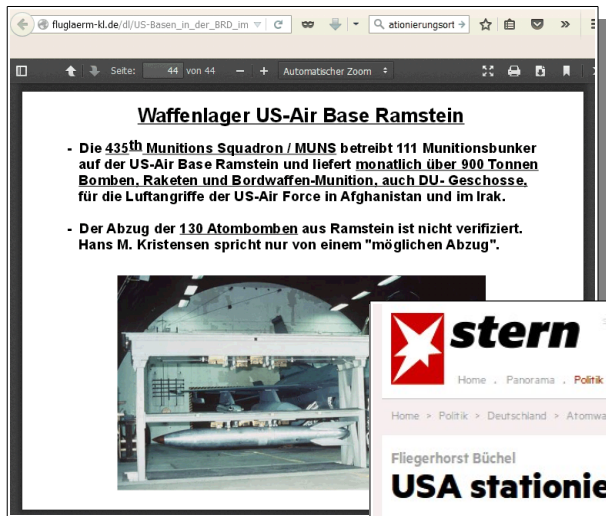 fluglaerm-kl.de/dl/US-Basen_in_der_BRD_im
ationierungsort
Seite: 44 von 44 Automatischer Zoom
Waffenlager US-Air Base Ramstein
- Die 435th Munitions Squadron / MUNS betreibt 111 Munitionsbunker
auf der US-Air Base Ramstein und liefert monatlich über 900 Tonnen
Bomben, Raketen und Bordwaffen-Munition, auch DU- Geschosse,
für die Luftangriffe der US-Air Force in Afghanistan und im Irak.
- Der Abzug der 130 Atombomben aus Ramstein ist nicht verifiziert.
Hans M. Kristensen spricht nur von einem "möglichen Abzug".
stern
Home . Panorama . Politik
Home > Politik > Deutschland > Atomwa
Fliegerhorst Büchel
USA stationie